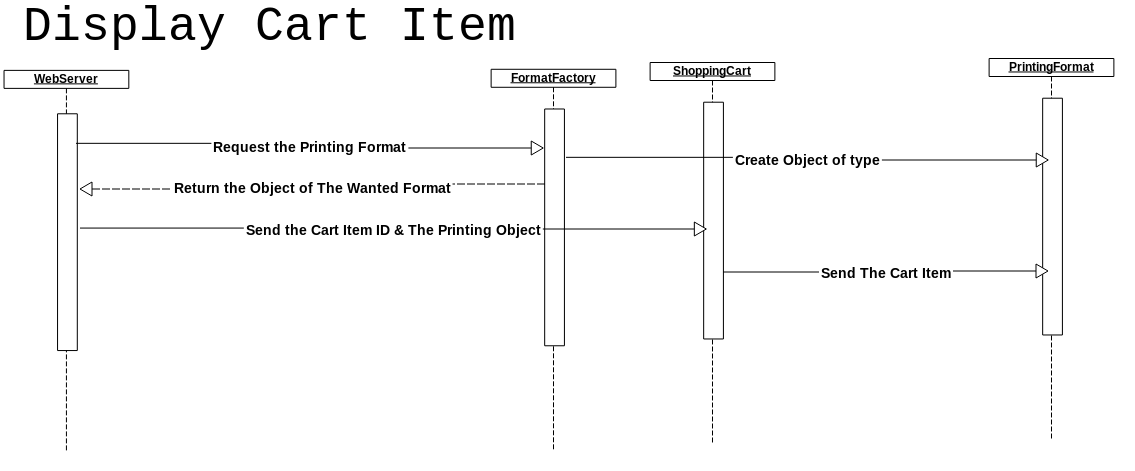 Display Cart Item
WebServer
FormatFactory
ShoppingCart
PrintingFormat
Request the Printing Format
Create Object of type
Return the Object of The Wanted Format
Send the Cart Item ID & The Printing Object
Send The Cart Item